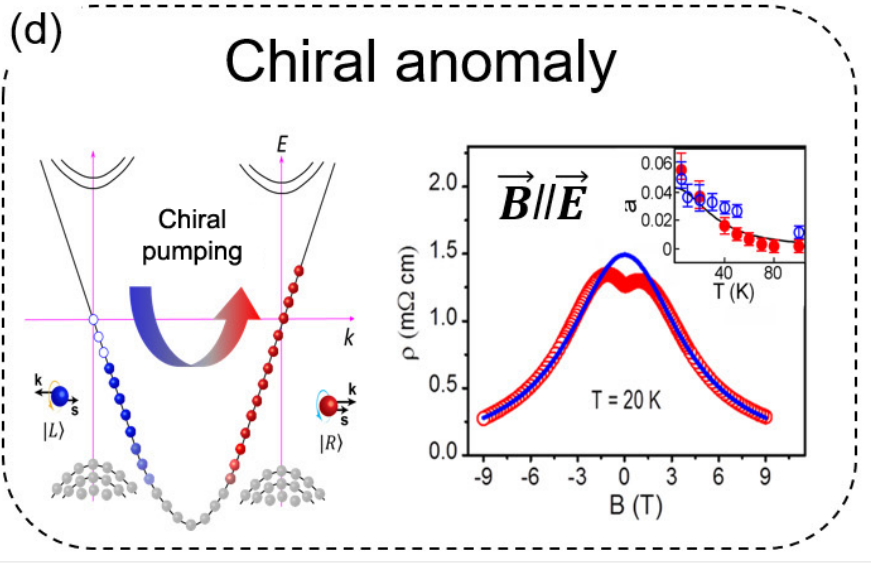 (d)
Chiral anomaly
E
Chiral
pumping
k
k
s
|L⟩
k
s
|R⟩
2.0
1.5
1.0
0.5
0.0
ρ (mΩ cm)
B⃗//E⃗
T = 20 K
-9 -6 -3 0 3 6 9
B (T)
0.06
0.04
0.02
0
a
40 80
T (K)